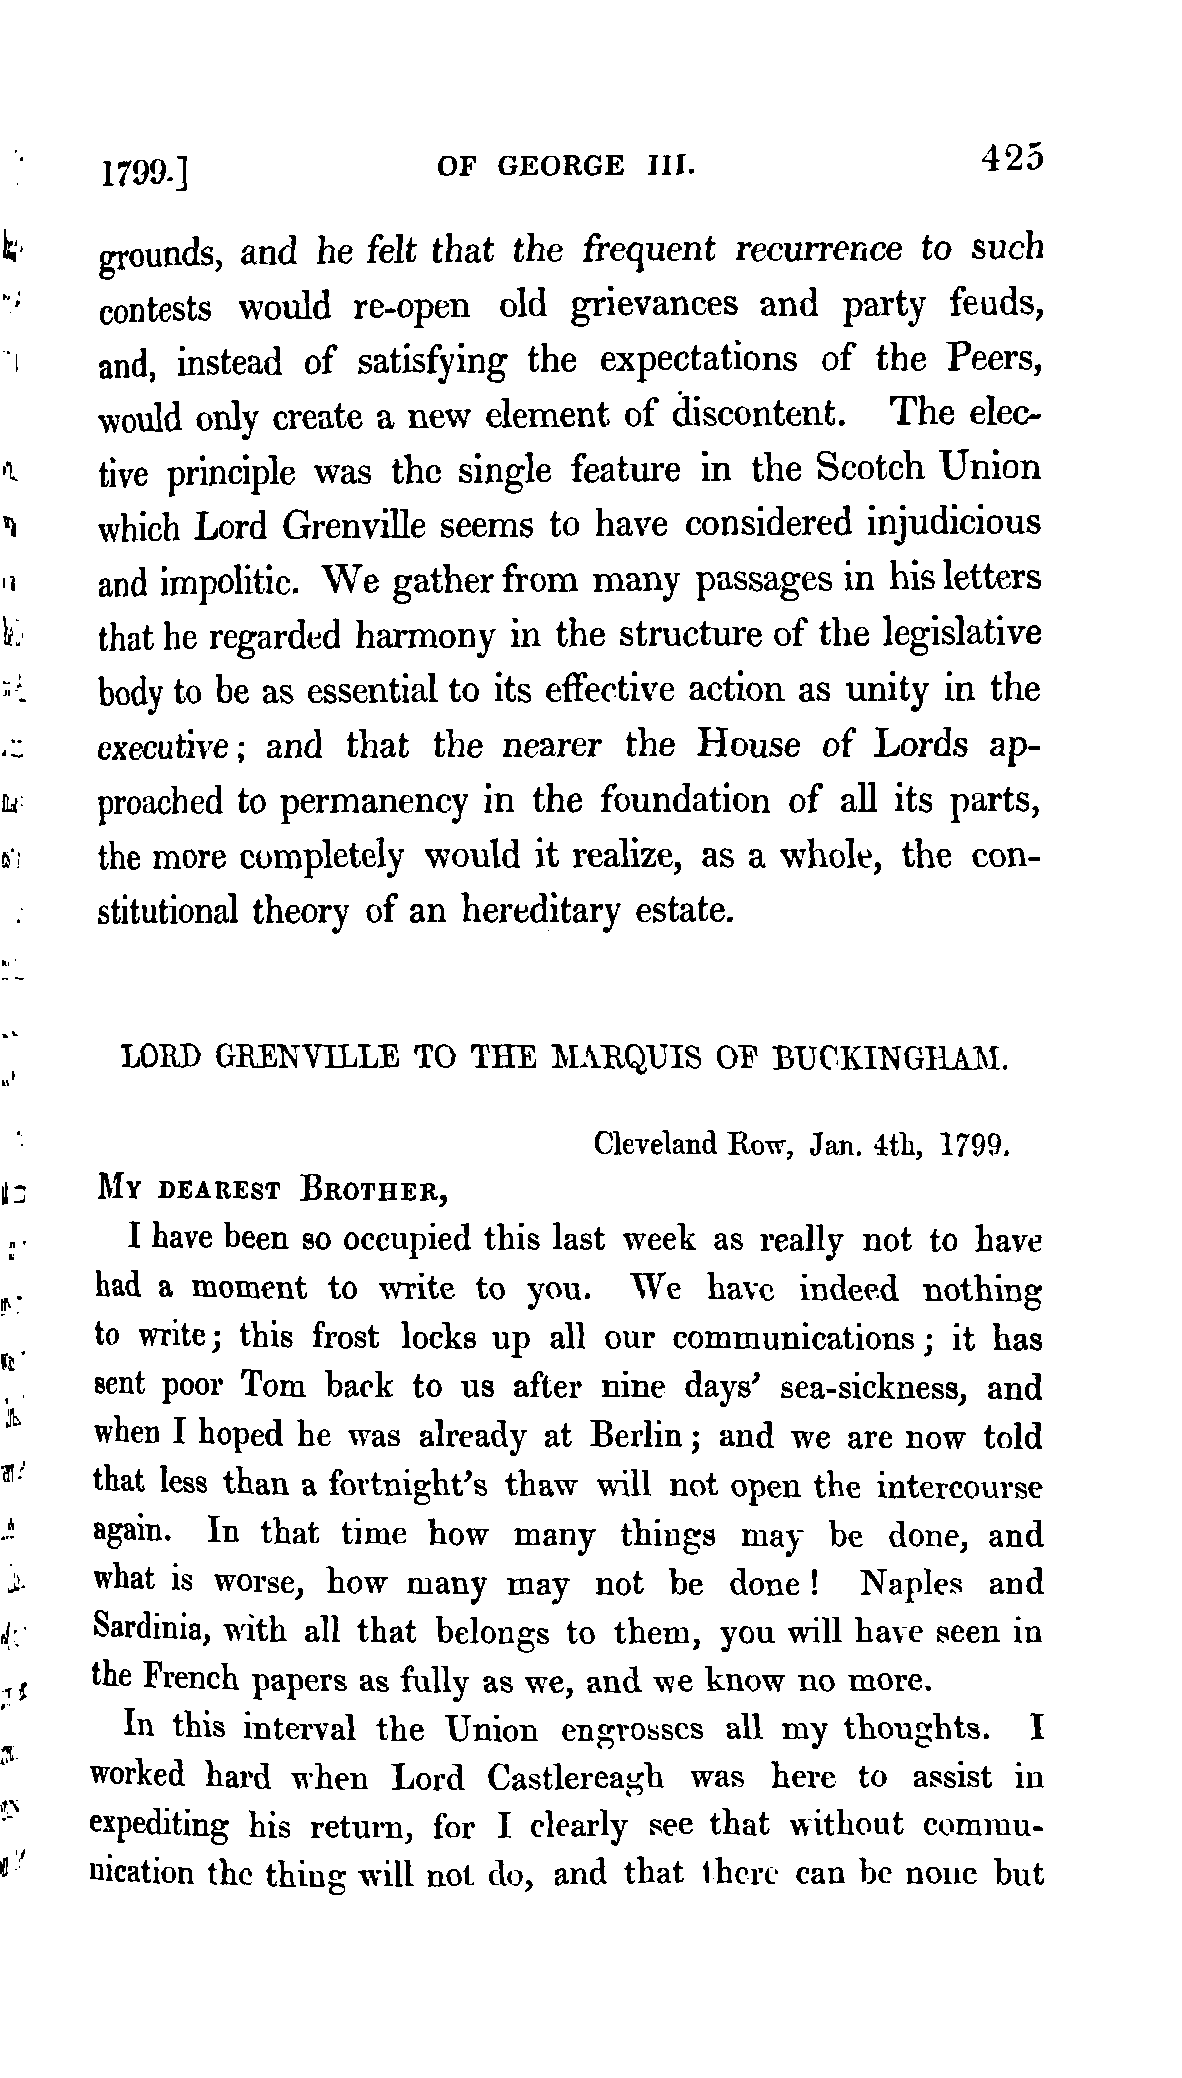 1799.] OF GEORGE III. 425
grounds, and he felt that the frequent recurrence to such
contests would re-open old grievances and party feuds,
and, instead of satisfying the expectations of the Peers,
would only create a new element of discontent. The elec-
tive principle was the single feature in the Scotch Union
which Lord Grenville seems to have considered injudicious
and impolitic. We gather from many passages in his letters
that he regarded harmony in the structure of the legislative
body to be as essential to its effective action as unity in the
executive; and that the nearer the House of Lords ap-
proached to permanency in the foundation of all its parts,
the more completely would it realize, as a whole, the con-
stitutional theory of an hereditary estate.
LORD GRENVILLE TO THE MARQUIS OF BUCKINGHAM.
Cleveland Row, Jan. 4th, 1799.
MY DEAREST BROTHER,
I have been so occupied this last week as really not to have
had a moment to write to you. We have indeed nothing
to write; this frost locks up all our communications; it has
sent poor Tom back to us after nine days' sea-sickness, and
when I hoped he was already at Berlin; and we are now told
that less than a fortnight's thaw will not open the intercourse
again. In that time how many things may be done, and
what is worse, how many may not be done! Naples and
Sardinia, with all that belongs to them, you will have seen in
the French papers as fully as we, and we know no more.
In this interval the Union engrosses all my thoughts. I
worked hard when Lord Castlereagh was here to assist in
expediting his return, for I clearly see that without commu-
nication the thing will not do, and that there can be none but